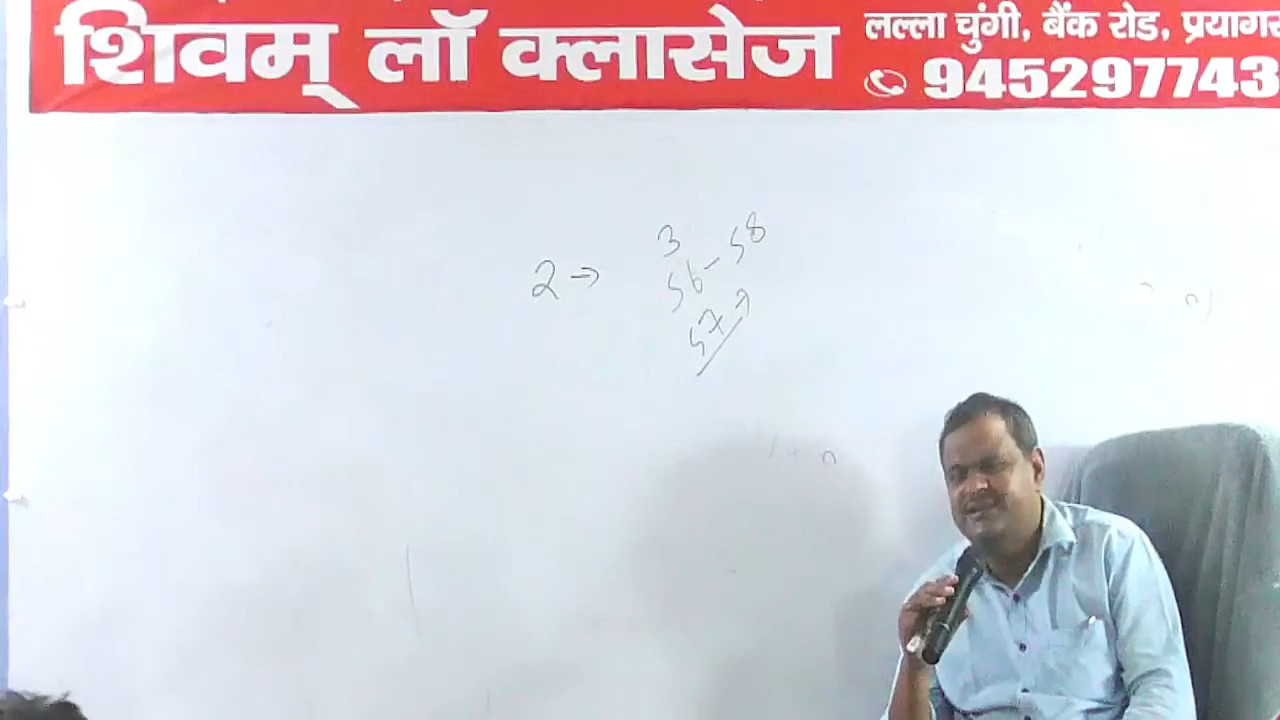 शिवम् लॉ क्लासेज
लल्ला चुंगी, बैंक रोड, प्रयाग
945297743
3
2 → 56-58
57 →